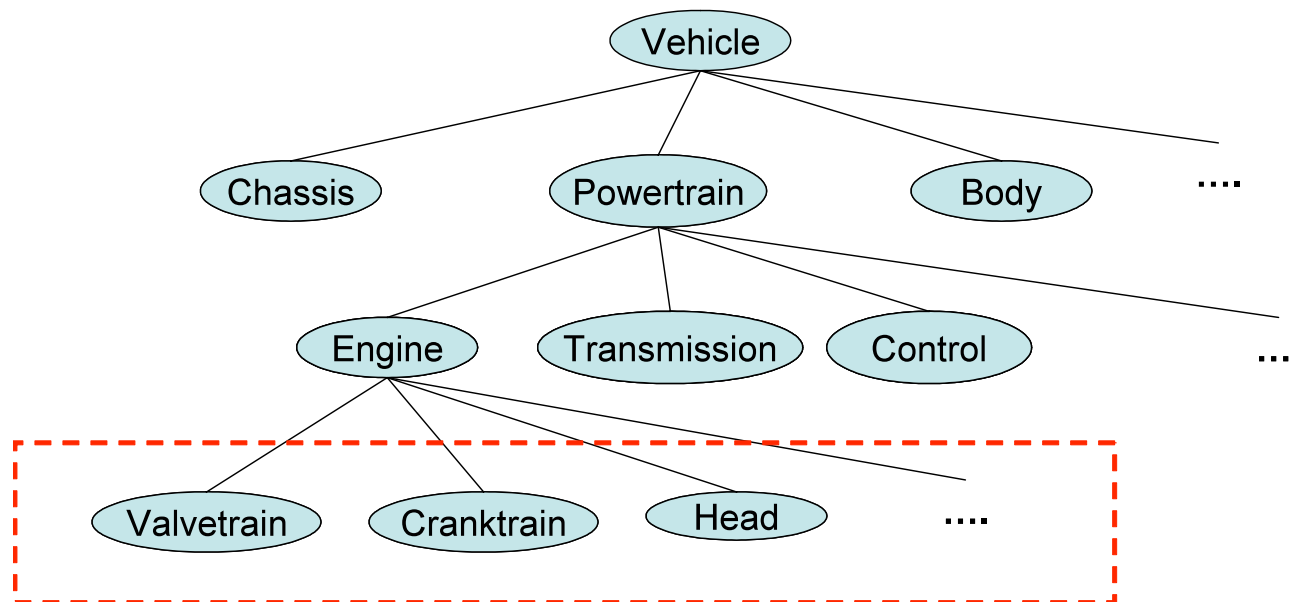 Vehicle
Chassis
Powertrain
Body
....
Engine
Transmission
Control
...
Valvetrain
Cranktrain
Head
....